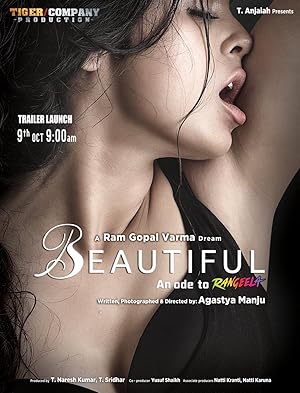 TIGER/COMPANY
PRODUCTION
T. Anjaiah Presents
TRAILER LAUNCH
9th OCT 9:00am
A Ram Gopal Varma Dream
BEAUTIFUL
An ode to RANGEELA
Written, Photographed & Directed by: Agastya Manju
Produced by T. Naresh Kumar, T. Sridhar Co-producer Yusuf Shaikh Associate producers Natti Kranti, Natti Karuna